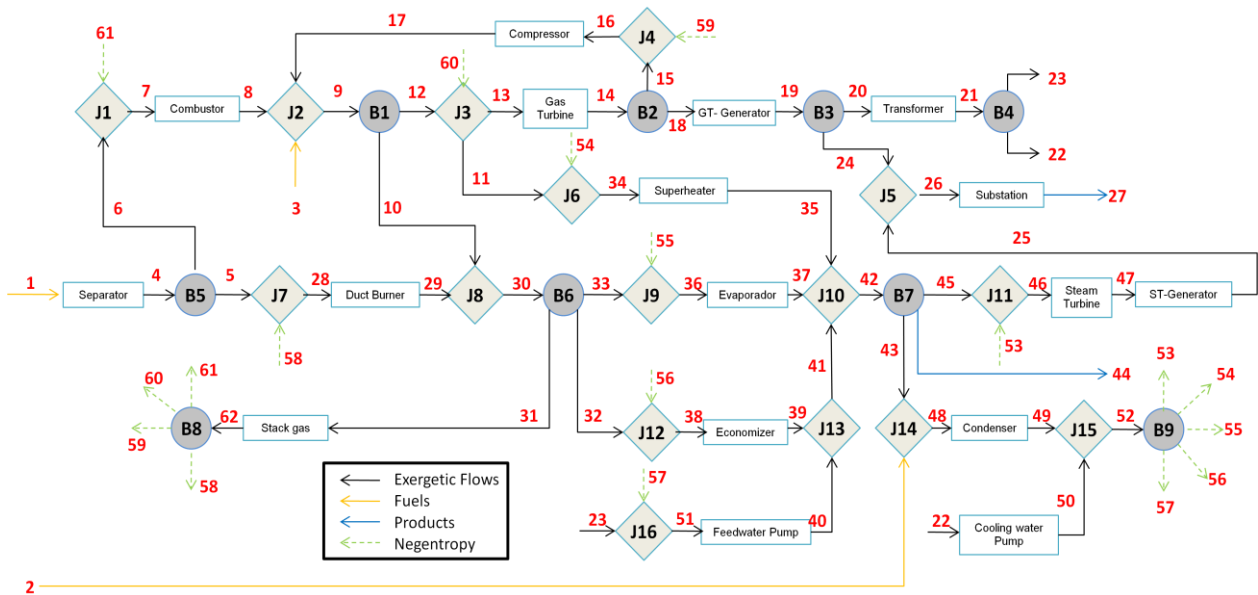 17
16
59
Compressor
J4
61
60
15
7
8
9
12
13
14
19
20
21
23
J1
Combustor
J2
B1
J3
Gas
Turbine
B2
18
GT- Generator
B3
Transformer
B4
22
54
24
6
3
10
11
J6
34
Superheater
35
J5
26
Substation
27
25
55
1
Separator
4
B5
5
J7
28
Duct Burner
29
J8
30
B6
33
J9
36
Evaporador
37
J10
42
B7
45
J11
46
Steam
Turbine
47
ST-Generator
58
53
43
44
41
60
61
B8
62
Stack gas
31
59
58
32
56
J12
38
Economizer
39
J13
J14
48
Condenser
49
J15
52
B9
53
54
55
56
57
50
57
23
J16
51
Feedwater Pump
40
22
Cooling water
Pump
Exergetic Flows
Fuels
Products
Negentropy
2